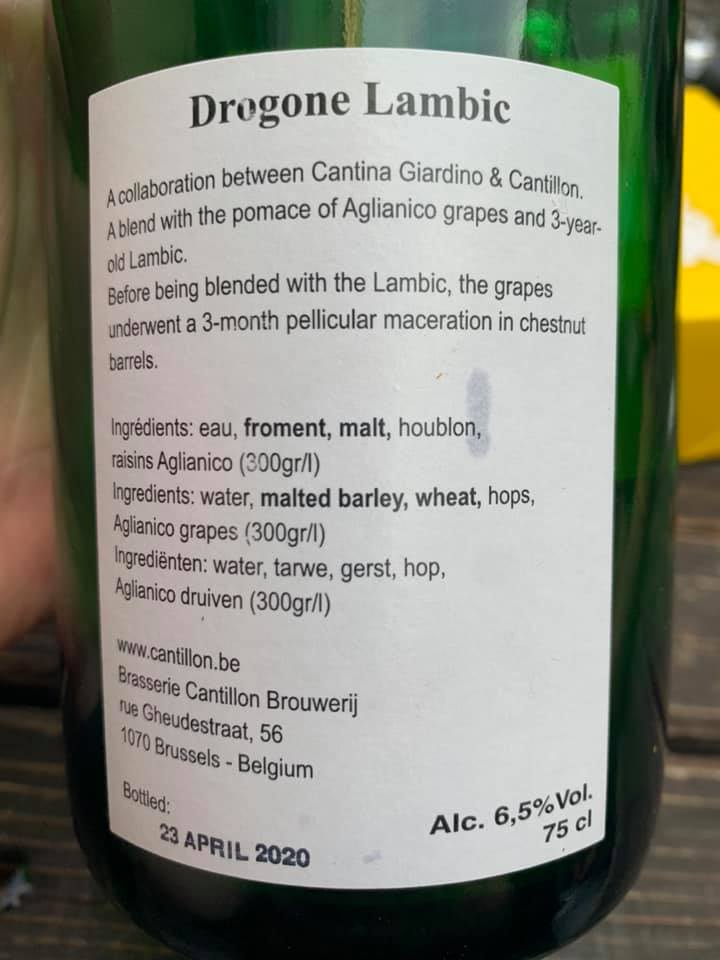 Drogone Lambic
A collaboration between Cantina Giardino & Cantillon.
A blend with the pomace of Aglianico grapes and 3-year-
old Lambic.
Before being blended with the Lambic, the grapes
underwent a 3-month pellicular maceration in chestnut
barrels.
Ingrédients: eau, froment, malt, houblon,
raisins Aglianico (300gr/l)
Ingredients: water, malted barley, wheat, hops,
Aglianico grapes (300gr/l)
Ingrediënten: water, tarwe, gerst, hop,
Aglianico druiven (300gr/l)
www.cantillon.be
Brasserie Cantillon Brouwerij
rue Gheudestraat, 56
1070 Brussels - Belgium
Bottled:
23 APRIL 2020
Alc. 6,5%Vol.
75 cl